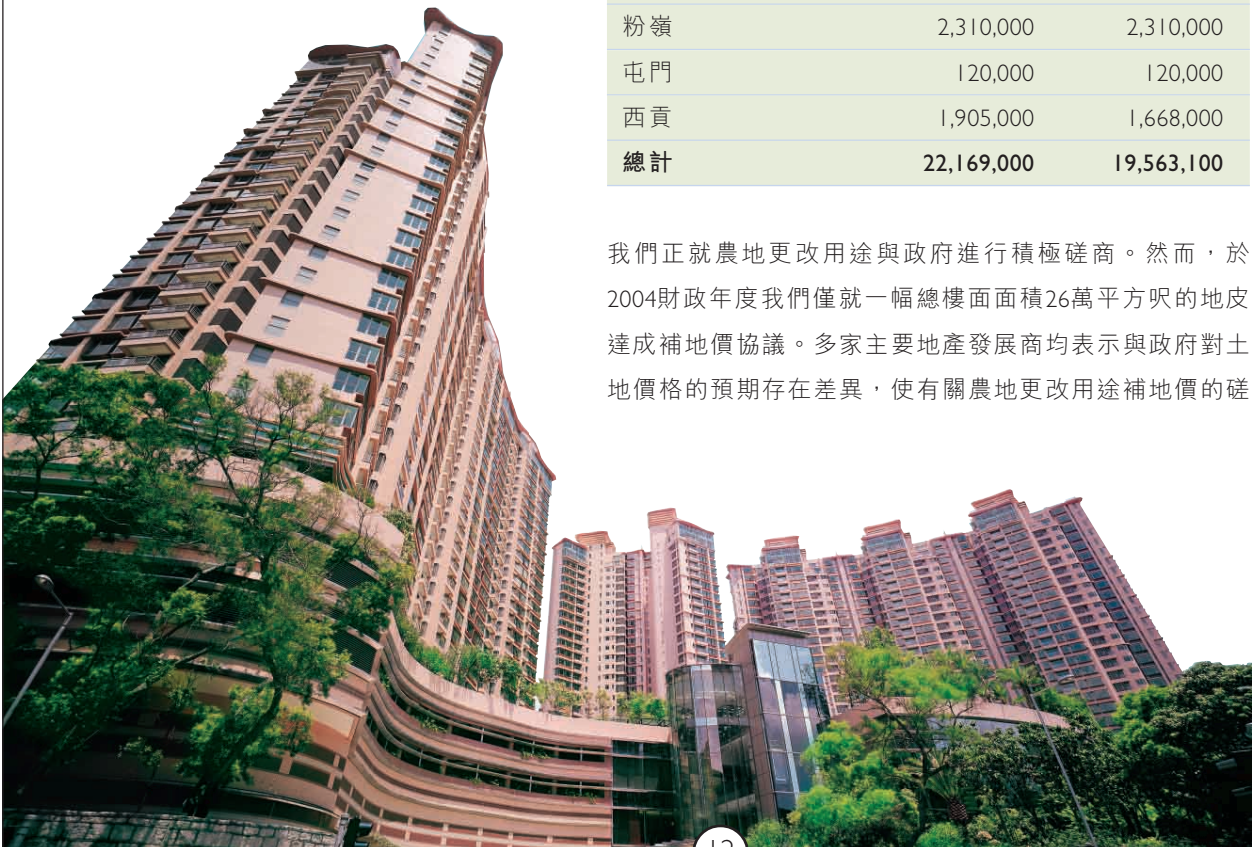 粉嶺 2,310,000 2,310,000
屯門 120,000 120,000
西貢 1,905,000 1,668,000
總計 22,169,000 19,563,100
我們正就農地更改用途與政府進行積極磋商。然而，於
2004財政年度我們僅就一幅總樓面面積26萬平方呎的地皮
達成補地價協議。多家主要地產發展商均表示與政府對土
地價格的預期存在差異，使有關農地更改用途補地價的磋